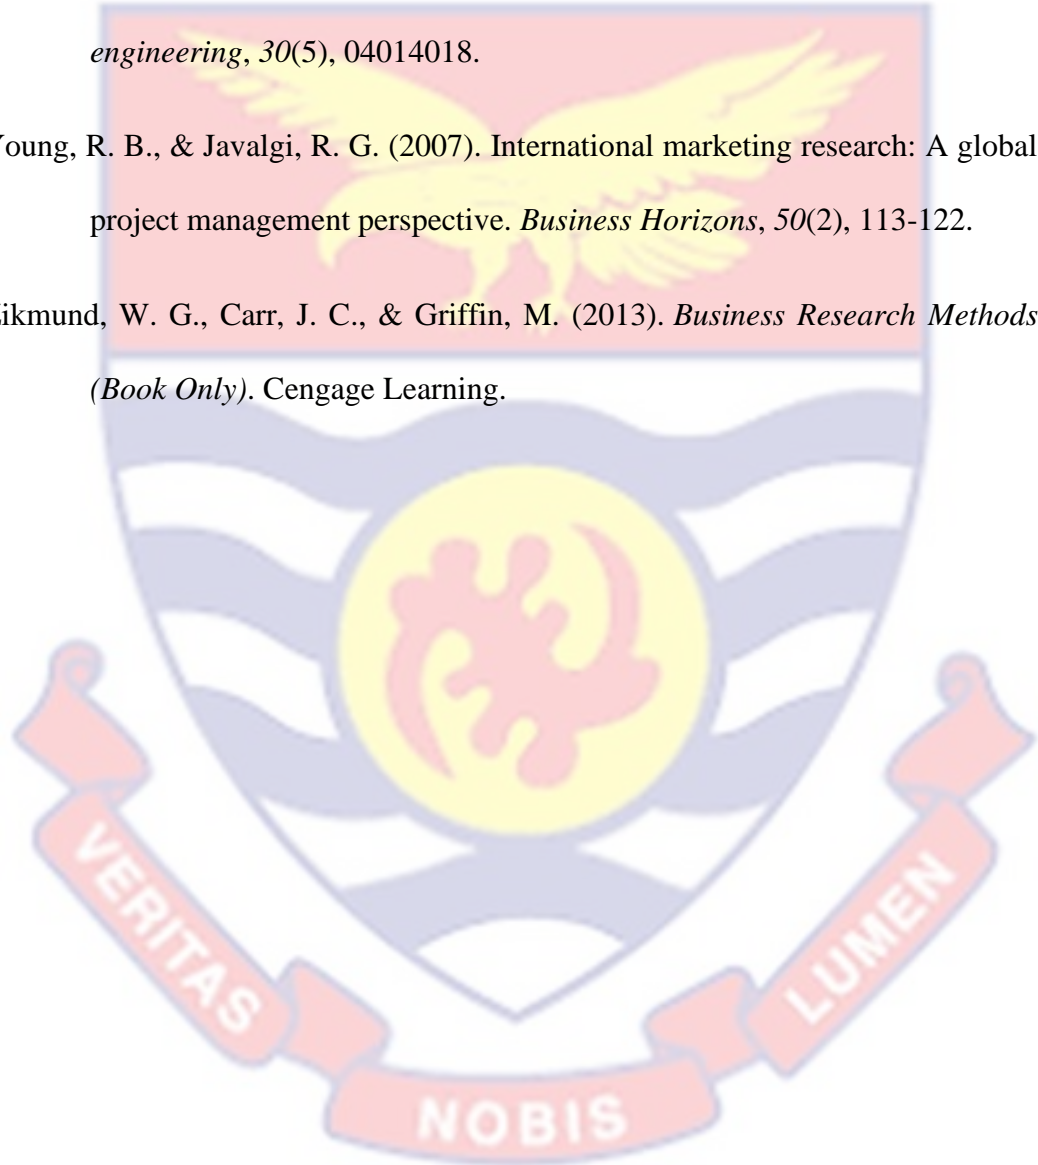 engineering, 30(5), 04014018.
Young, R. B., & Javalgi, R. G. (2007). International marketing research: A global
project management perspective. Business Horizons, 50(2), 113-122.
Zikmund, W. G., Carr, J. C., & Griffin, M. (2013). Business Research Methods
(Book Only). Cengage Learning.
VERITAS
NOBIS
LUMEN